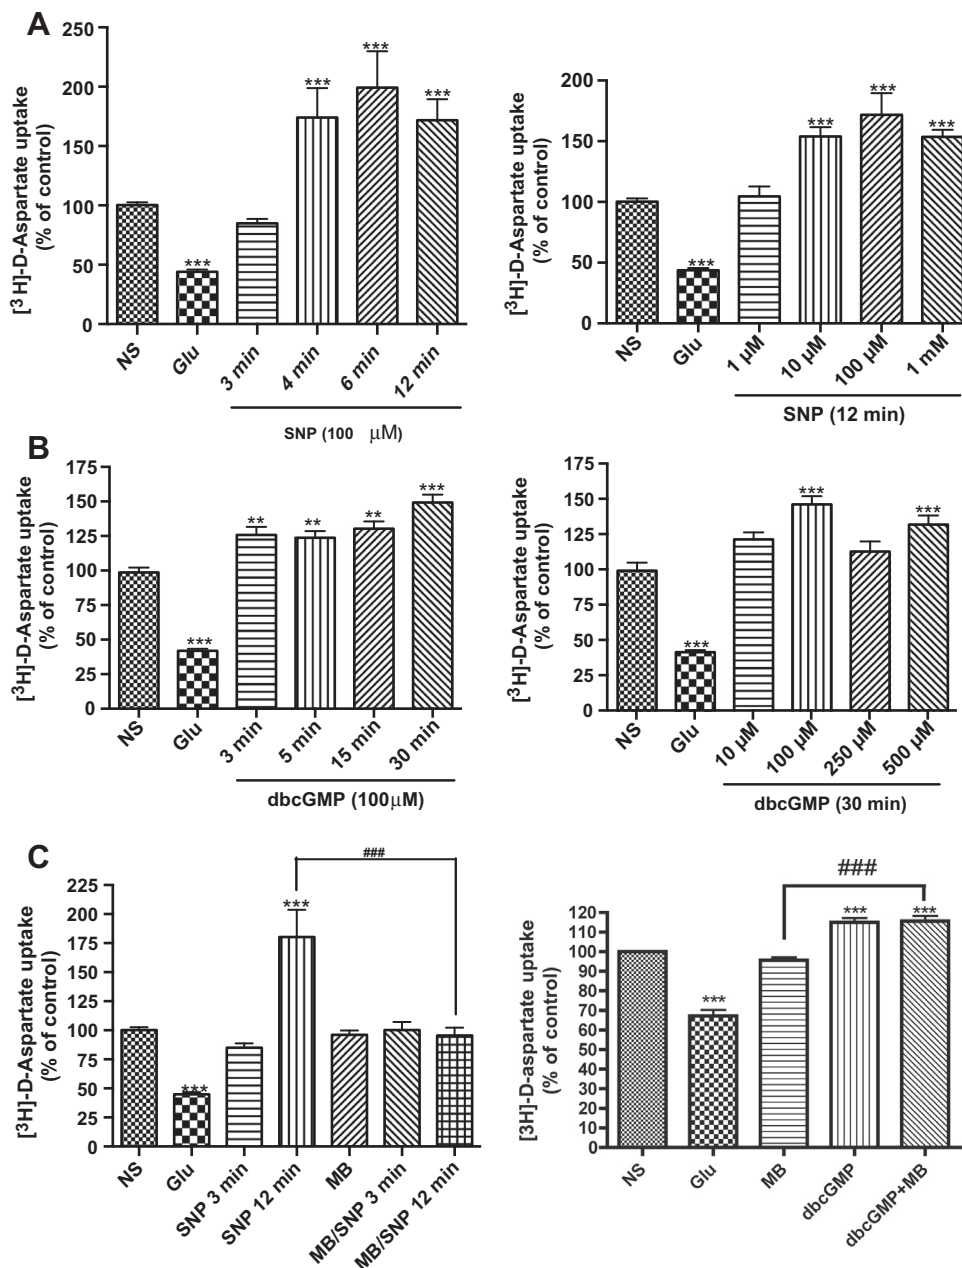 A
[³H]-D-Aspartate uptake
(% of control)
250
200
150
100
50
0
***
***
***
***
NS
Glu
3 min
4 min
6 min
12 min
SNP (100 μM)
[³H]-D-Aspartate uptake
(% of control)
200
150
100
50
0
***
***
***
***
NS
Glu
1 μM
10 μM
100 μM
1 mM
SNP (12 min)
B
[³H]-D-Aspartate uptake
(% of control)
175
150
125
100
75
50
25
0
***
**
**
**
***
NS
Glu
3 min
5 min
15 min
30 min
dbcGMP (100μM)
[³H]-D-Aspartate uptake
(% of control)
175
150
125
100
75
50
25
0
***
***
***
NS
Glu
10 μM
100 μM
250 μM
500 μM
dbcGMP (30 min)
C
[³H]-D-Aspartate uptake
(% of control)
225
200
175
150
125
100
75
50
25
0
***
***
###
NS
Glu
SNP 3 min
SNP 12 min
MB
MB/SNP 3 min
MB/SNP 12 min
[³H]-D-aspartate uptake
(% of control)
120
110
100
90
80
70
60
50
40
30
20
10
0
***
***
***
###
NS
Glu
MB
dbcGMP
dbcGMP+MB